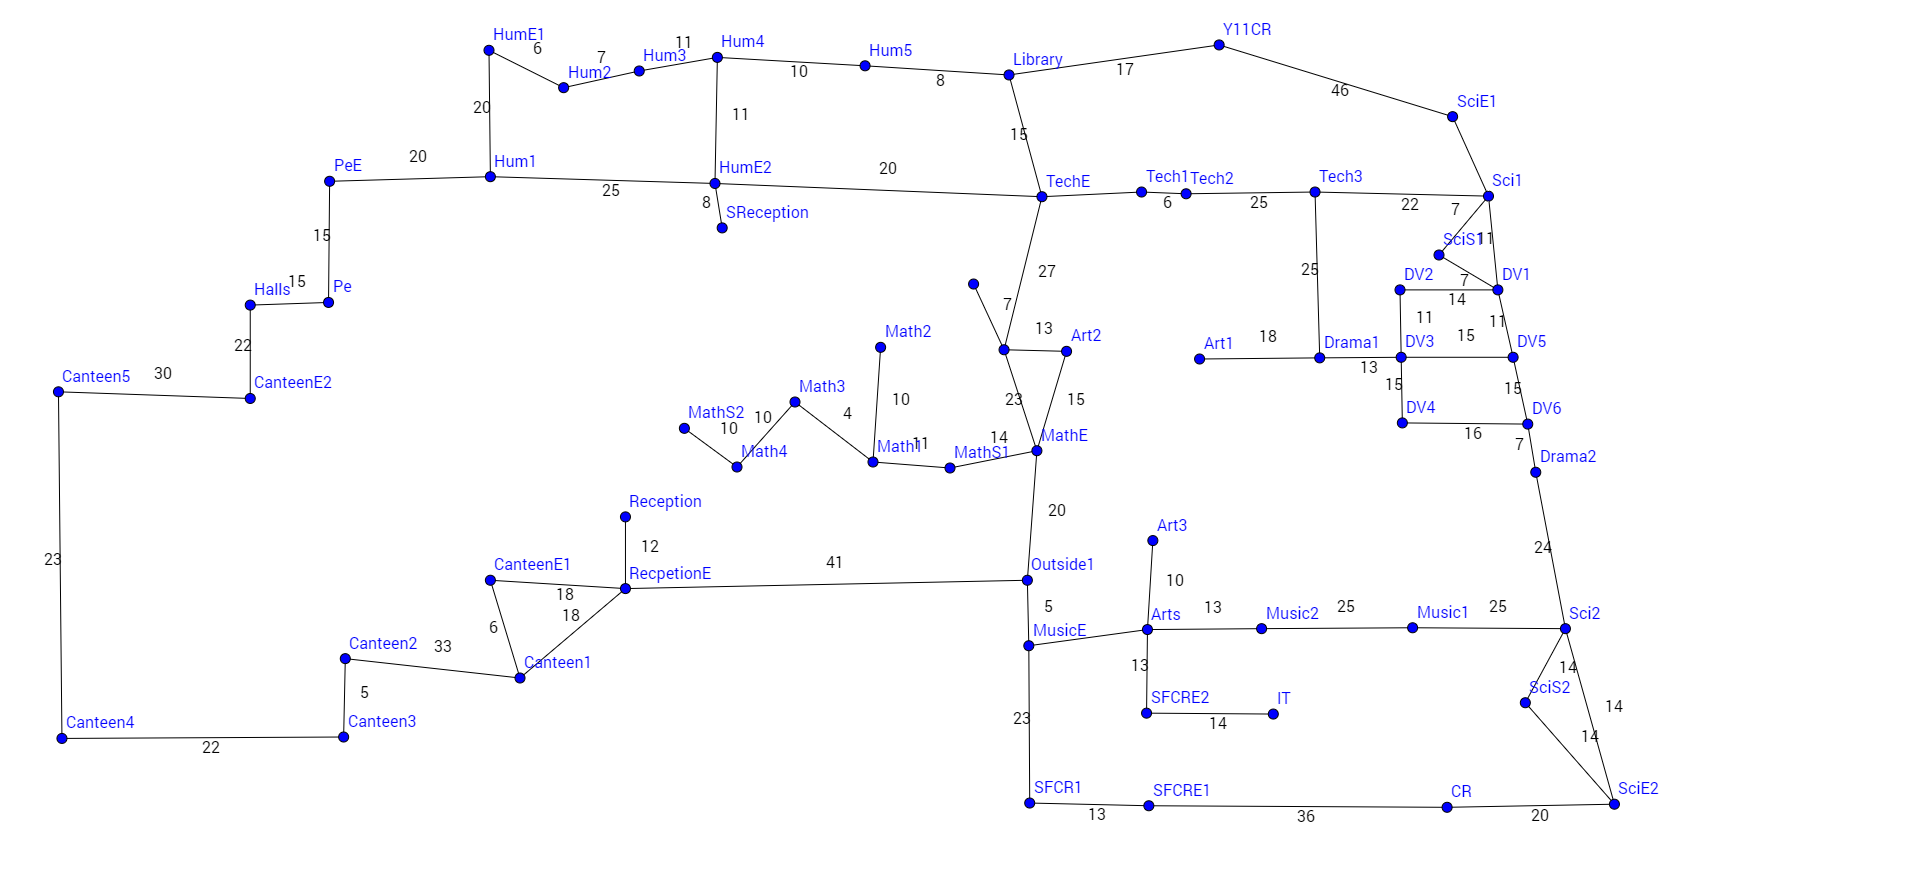 Y11CR
HumE1
6
7
Hum2
Hum3
11
Hum4
10
Hum5
8
Library
17
46
SciE1
20
11
15
PeE
20
Hum1
25
HumE2
20
8
SReception
TechE
Tech1
6
Tech2
25
Tech3
22
Sci1
7
11
SciS1
7
DV1
DV2
14
15
Halls
15
Pe
22
CanteenE2
30
Canteen5
27
7
13
Art2
25
11
15
11
DV5
Art1
18
Drama1
13
DV3
15
15
DV4
16
DV6
7
Drama2
Math2
Math3
10
4
10
MathS2
10
Math4
Math1
11
MathS1
14
23
15
MathE
Reception
12
CanteenE1
18
RecpetionE
41
20
Outside1
Art3
10
24
23
6
18
Canteen1
33
Canteen2
5
Canteen3
22
Canteen4
5
MusicE
Arts
13
Music2
25
Music1
25
Sci2
13
SFCRE2
14
IT
14
SciS2
14
14
23
SFCR1
13
SFCRE1
36
CR
20
SciE2